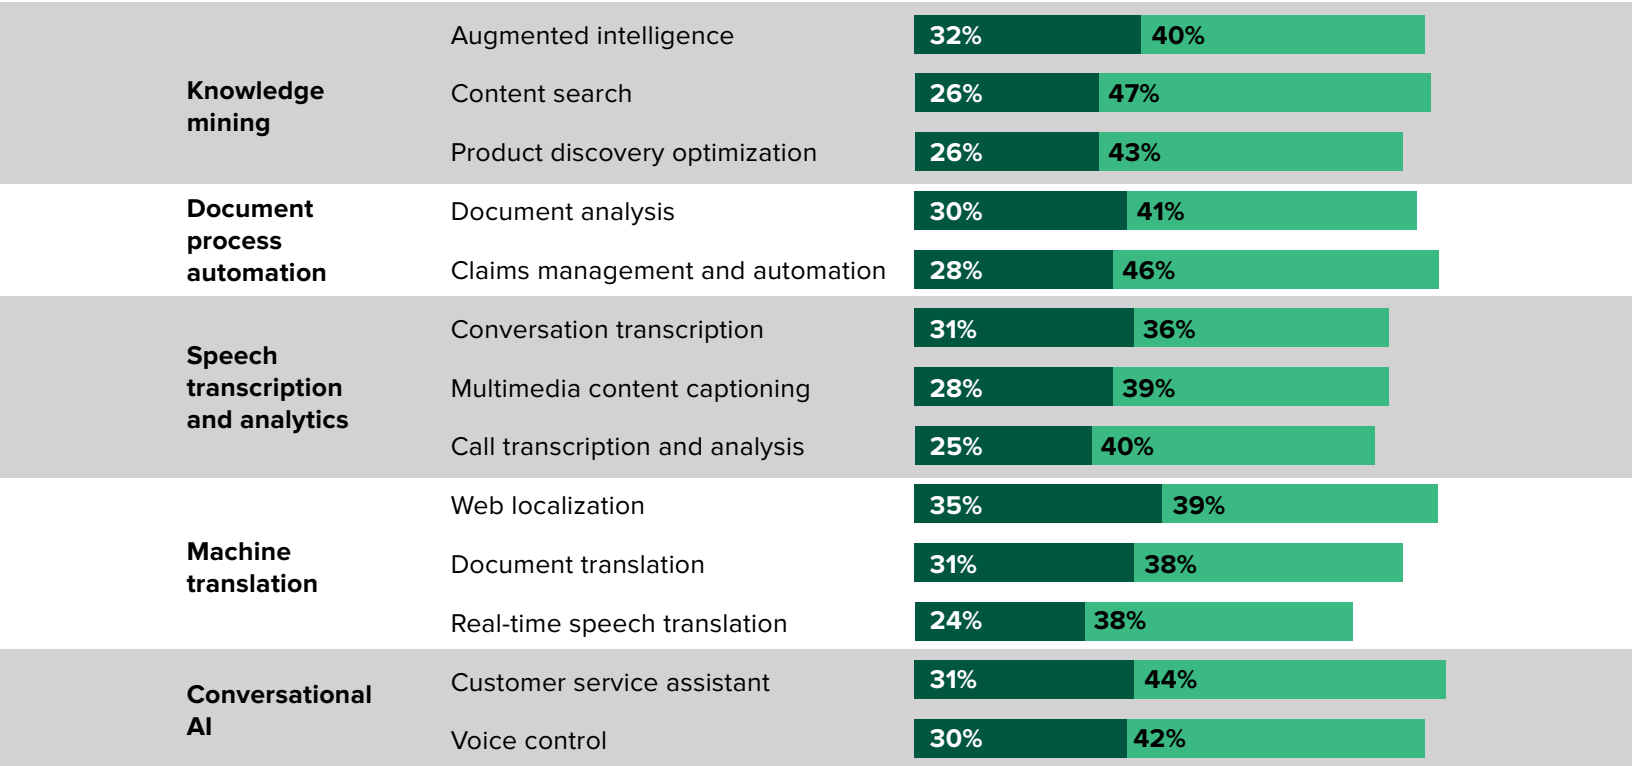 Knowledge
mining
Augmented intelligence 32% 40%
Content search 26% 47%
Product discovery optimization 26% 43%
Document
process
automation
Document analysis 30% 41%
Claims management and automation 28% 46%
Speech
transcription
and analytics
Conversation transcription 31% 36%
Multimedia content captioning 28% 39%
Call transcription and analysis 25% 40%
Machine
translation
Web localization 35% 39%
Document translation 31% 38%
Real-time speech translation 24% 38%
Conversational
AI
Customer service assistant 31% 44%
Voice control 30% 42%